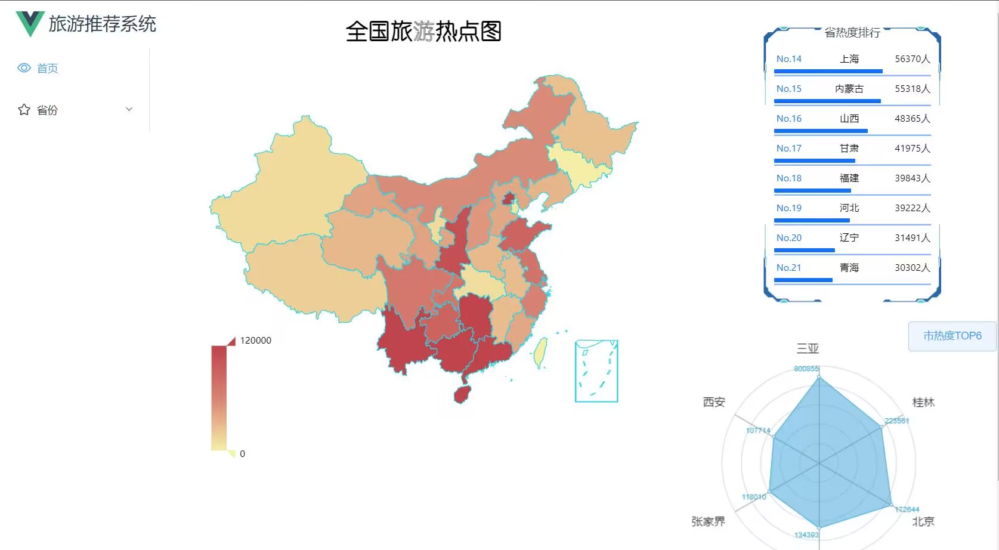 旅游推荐系统
首页
省份
全国旅游热点图
120000
0
省热度排行
No.14 上海 56370人
No.15 内蒙古 55318人
No.16 山西 48365人
No.17 甘肃 41975人
No.18 福建 39843人
No.19 河北 39222人
No.20 辽宁 31491人
No.21 青海 30302人
市热度TOP6
三亚
800855
西安
桂林
107714
223561
118010
172644
张家界
北京
134393